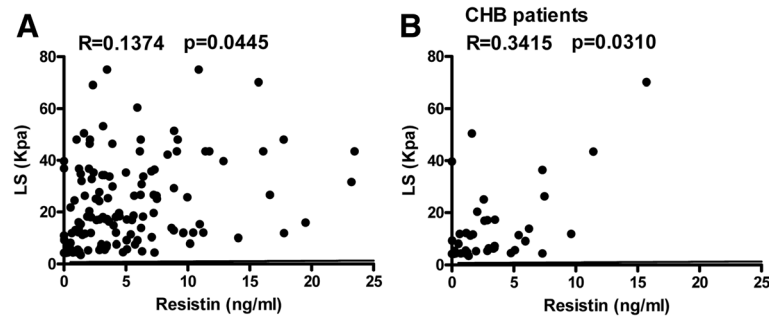 A
R=0.1374 p=0.0445
80
60
40
20
0
LS (Kpa)
0 5 10 15 20 25
Resistin (ng/ml)
B
CHB patients
R=0.3415 p=0.0310
80
60
40
20
0
LS (Kpa)
0 5 10 15 20 25
Resistin (ng/ml)